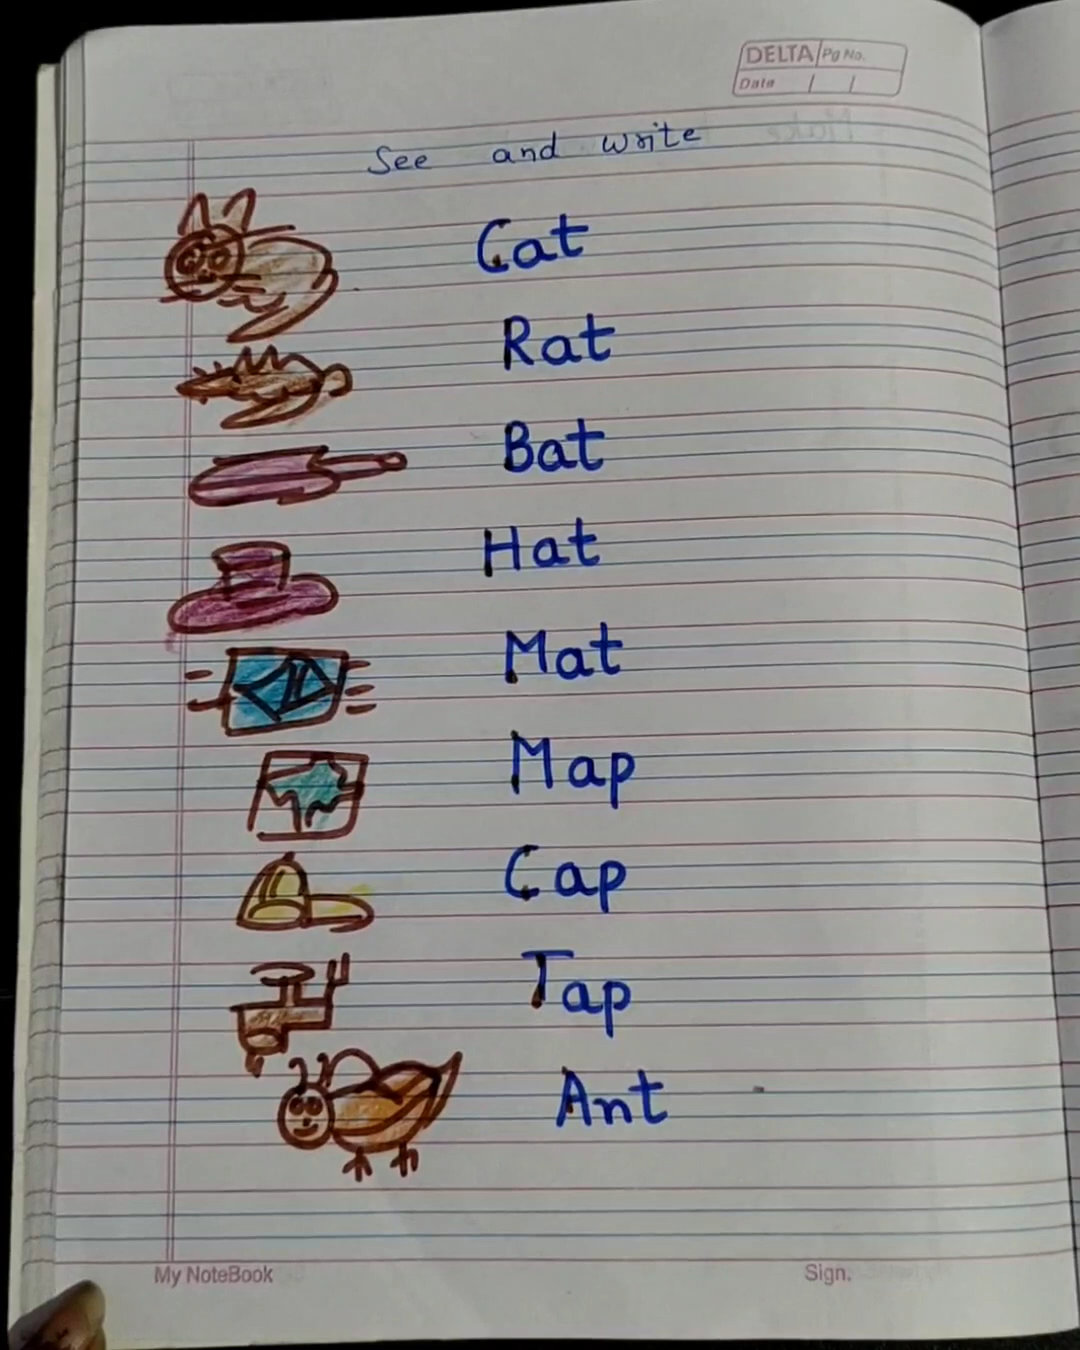 DELTA Pg No.
Date / /
See and write
Cat
Rat
Bat
Hat
Mat
Map
Cap
Tap
Ant
My NoteBook Sign.